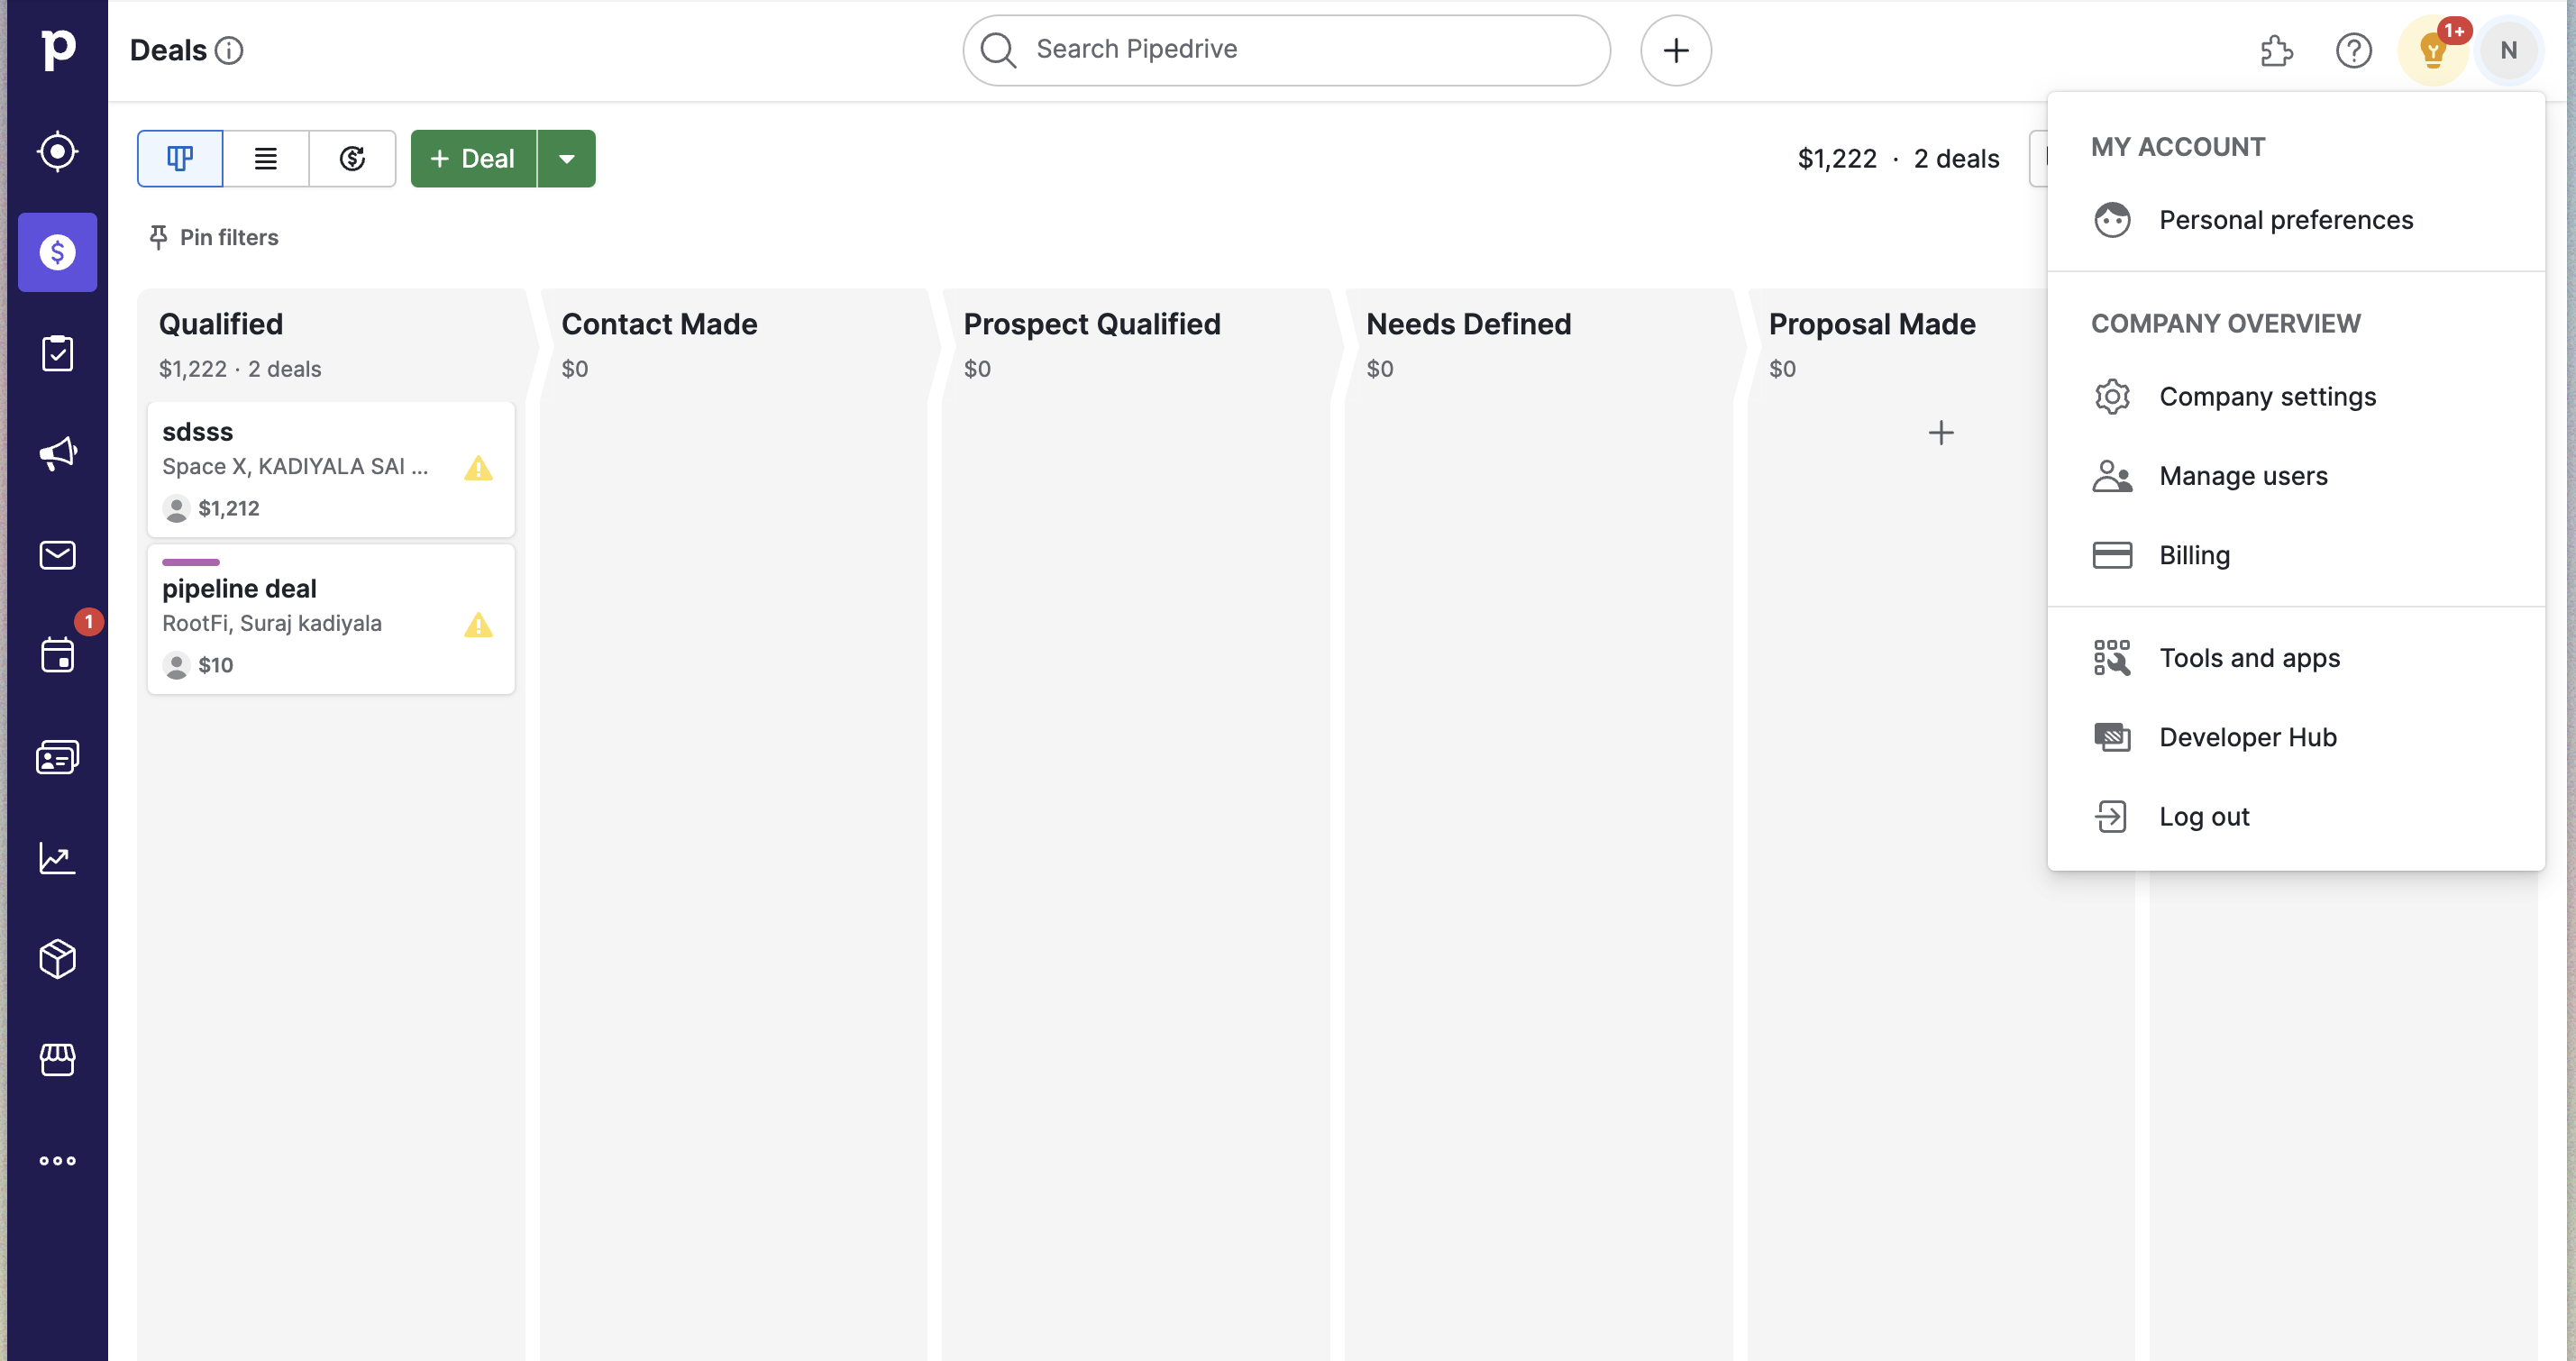 p
Deals
Search Pipedrive
1+
N
Deal
$1,222 · 2 deals
Pin filters
Qualified
$1,222 · 2 deals
sdsss
Space X, KADIYALA SAI ...
$1,212
pipeline deal
RootFi, Suraj kadiyala
$10
Contact Made
$0
Prospect Qualified
$0
Needs Defined
$0
Proposal Made
$0
MY ACCOUNT
Personal preferences
COMPANY OVERVIEW
Company settings
Manage users
Billing
Tools and apps
Developer Hub
Log out
1